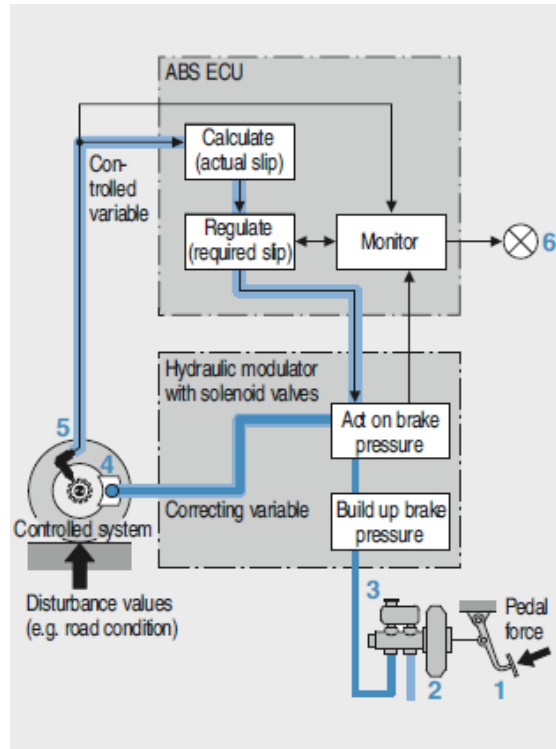 ABS ECU
Calculate
(actual slip)
Con-
trolled
variable
Regulate
(required slip)
Monitor
6
Hydraulic modulator
with solenoid valves
5
Act on brake
pressure
4
Correcting variable
Build up brake
pressure
Controlled system
Disturbance values
(e.g. road condition)
3
Pedal
force
2
1